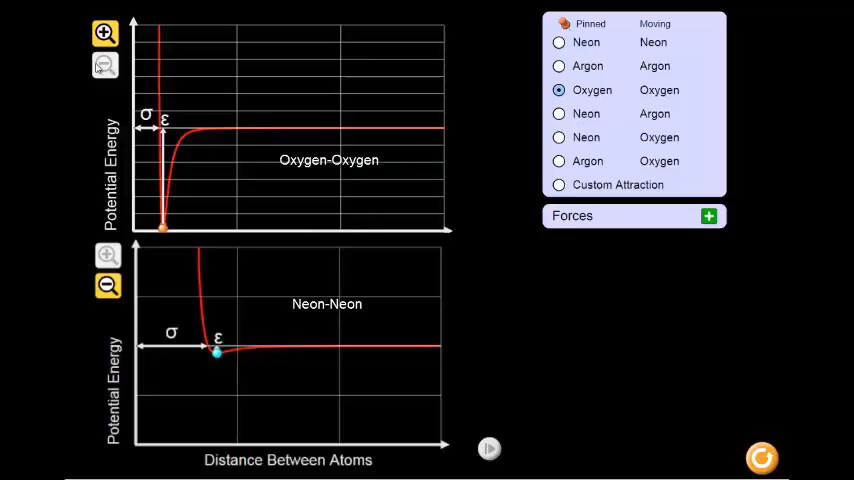 Pinned Moving
Neon Neon
Argon Argon
Oxygen Oxygen
Neon Argon
Neon Oxygen
Argon Oxygen
Custom Attraction
Forces
σ
ε
Oxygen-Oxygen
Potential Energy
Neon-Neon
σ
ε
Potential Energy
Distance Between Atoms